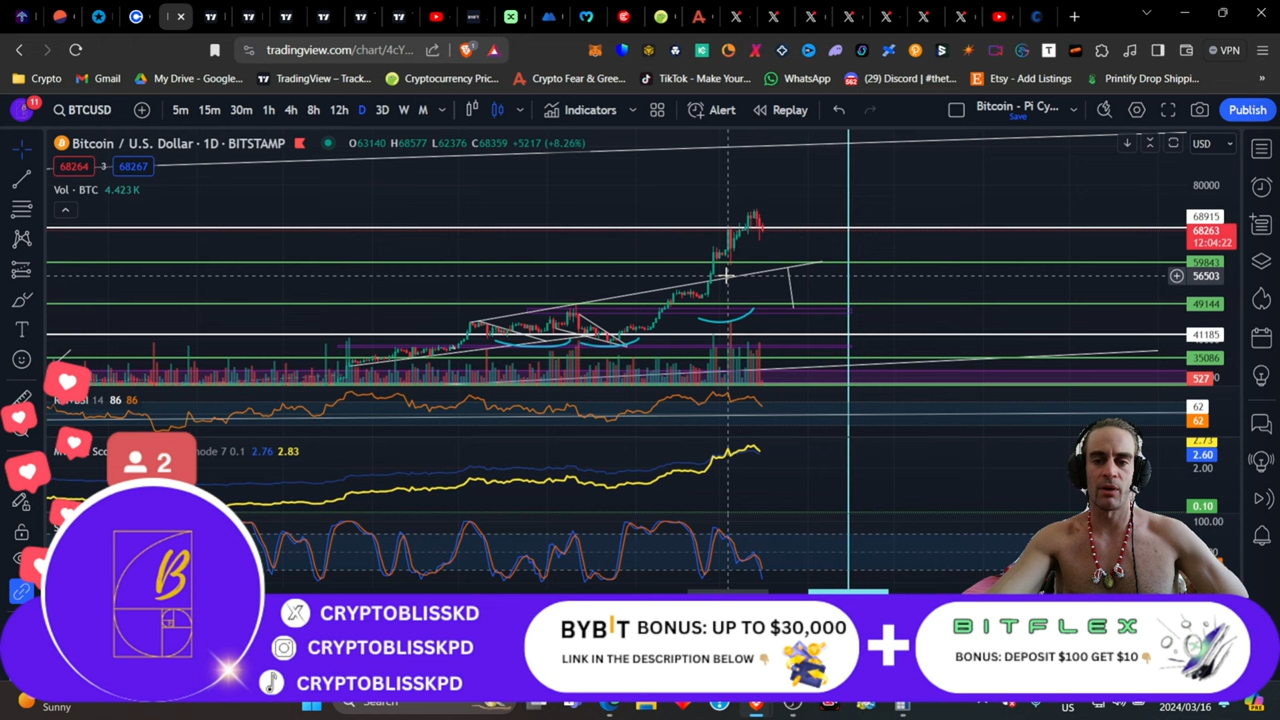 tradingview.com/chart/4cY...
VPN
Crypto
Gmail
My Drive - Google...
TradingView – Track...
Cryptocurrency Pric...
Crypto Fear & Gree...
TikTok - Make Your...
WhatsApp
(29) Discord | #thet...
Etsy - Add Listings
Printify Drop Shippi...
11
BTCUSD
5m 15m 30m 1h 4h 8h 12h D 3D W M
Indicators
Alert
Replay
Bitcoin - Pi Cy...
Save
Publish
Bitcoin / U.S. Dollar · 1D · BITSTAMP
O63140 H68577 L62376 C68359 +5217 (+8.26%)
USD
68264 3 68267
Vol · BTC 4.423 K
80000
68915
68263
12:04:22
59843
56503
49144
41185
35086
527
14 86 86
62
62
ode 7 0.1 2.76 2.83
2.73
2.60
2.00
0.10
100.00
2
B
CRYPTOBLISSKD
CRYPTOBLISSKPD
CRYPTOBLISSKPD
BYBIT BONUS: UP TO $30,000
LINK IN THE DESCRIPTION BELOW
BITFLEX
BONUS: DEPOSIT $100 GET $10
Sunny
Search
US
2024/03/16